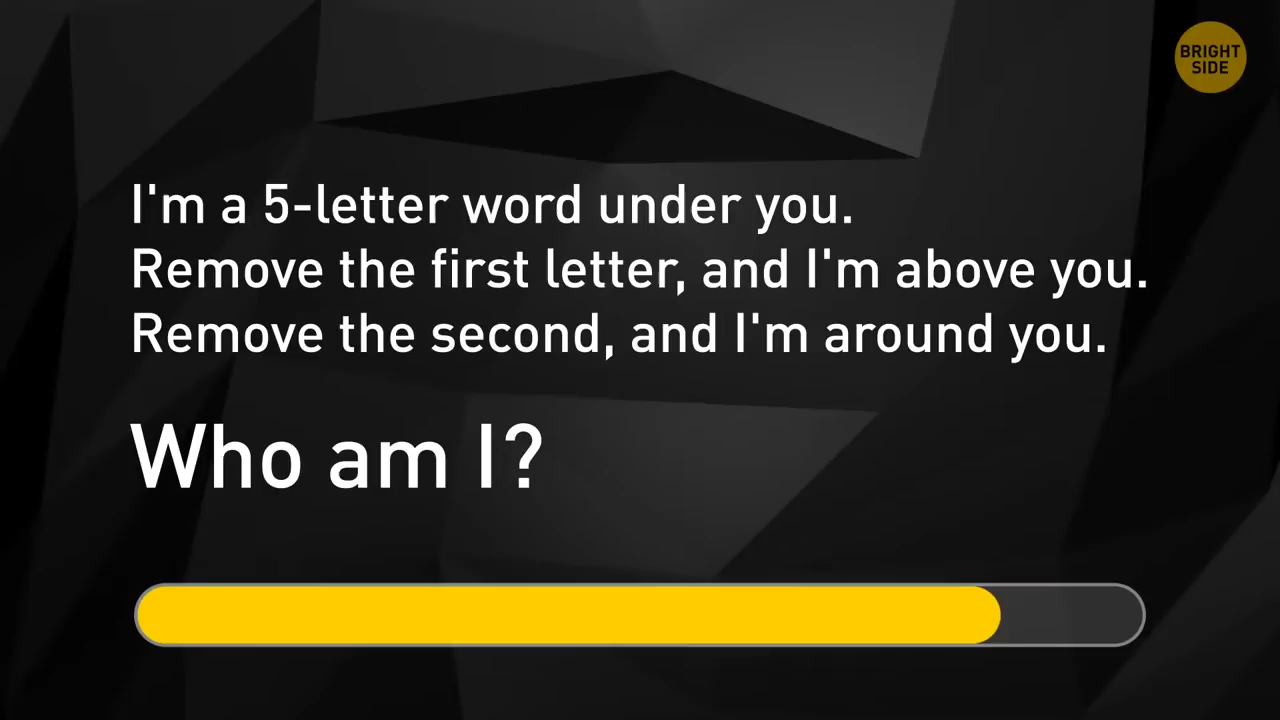 BRIGHT
SIDE
I'm a 5-letter word under you.
Remove the first letter, and I'm above you.
Remove the second, and I'm around you.
Who am I?